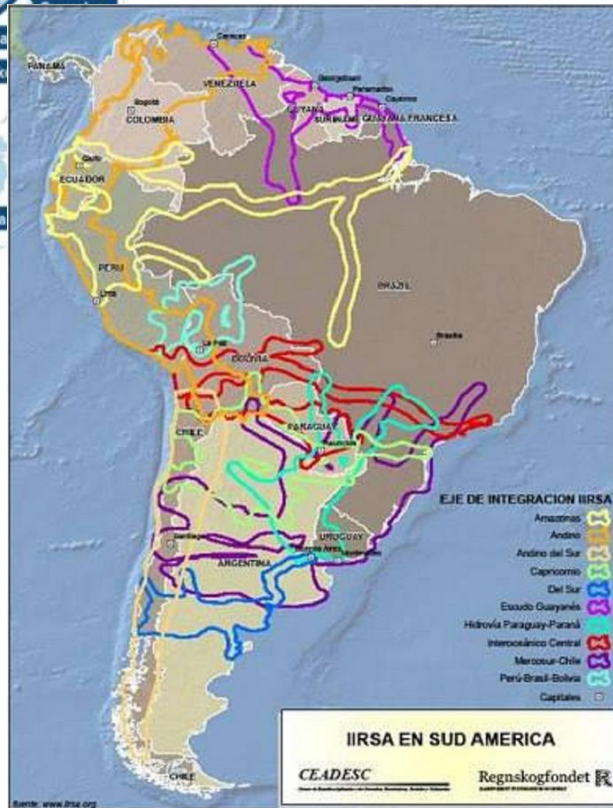 PANAMA
Caracas
VENEZUELA
Georgetown
Paramaribo
Cayenne
GUYANA
SURINAME
GUAYANA FRANCESA
Bogotá
COLOMBIA
Quito
ECUADOR
PERU
Lima
BRAZIL
Brasilia
La Paz
BOLIVIA
PARAGUAY
Asuncion
CHILE
URUGUAY
Santiago
Buenos Aires
Montevideo
ARGENTINA
CHILE
EJE DE INTEGRACION IIRSA
Amazonas
Andino
Andino del Sur
Capricornio
Del Sur
Escudo Guayanés
Hidrovía Paraguay-Paraná
Interoceánico Central
Mercosur-Chile
Perú-Brasil-Bolivia
Capitales
IIRSA EN SUD AMERICA
CEADESC
Regnskogfondet
fuente: www.iirsa.org